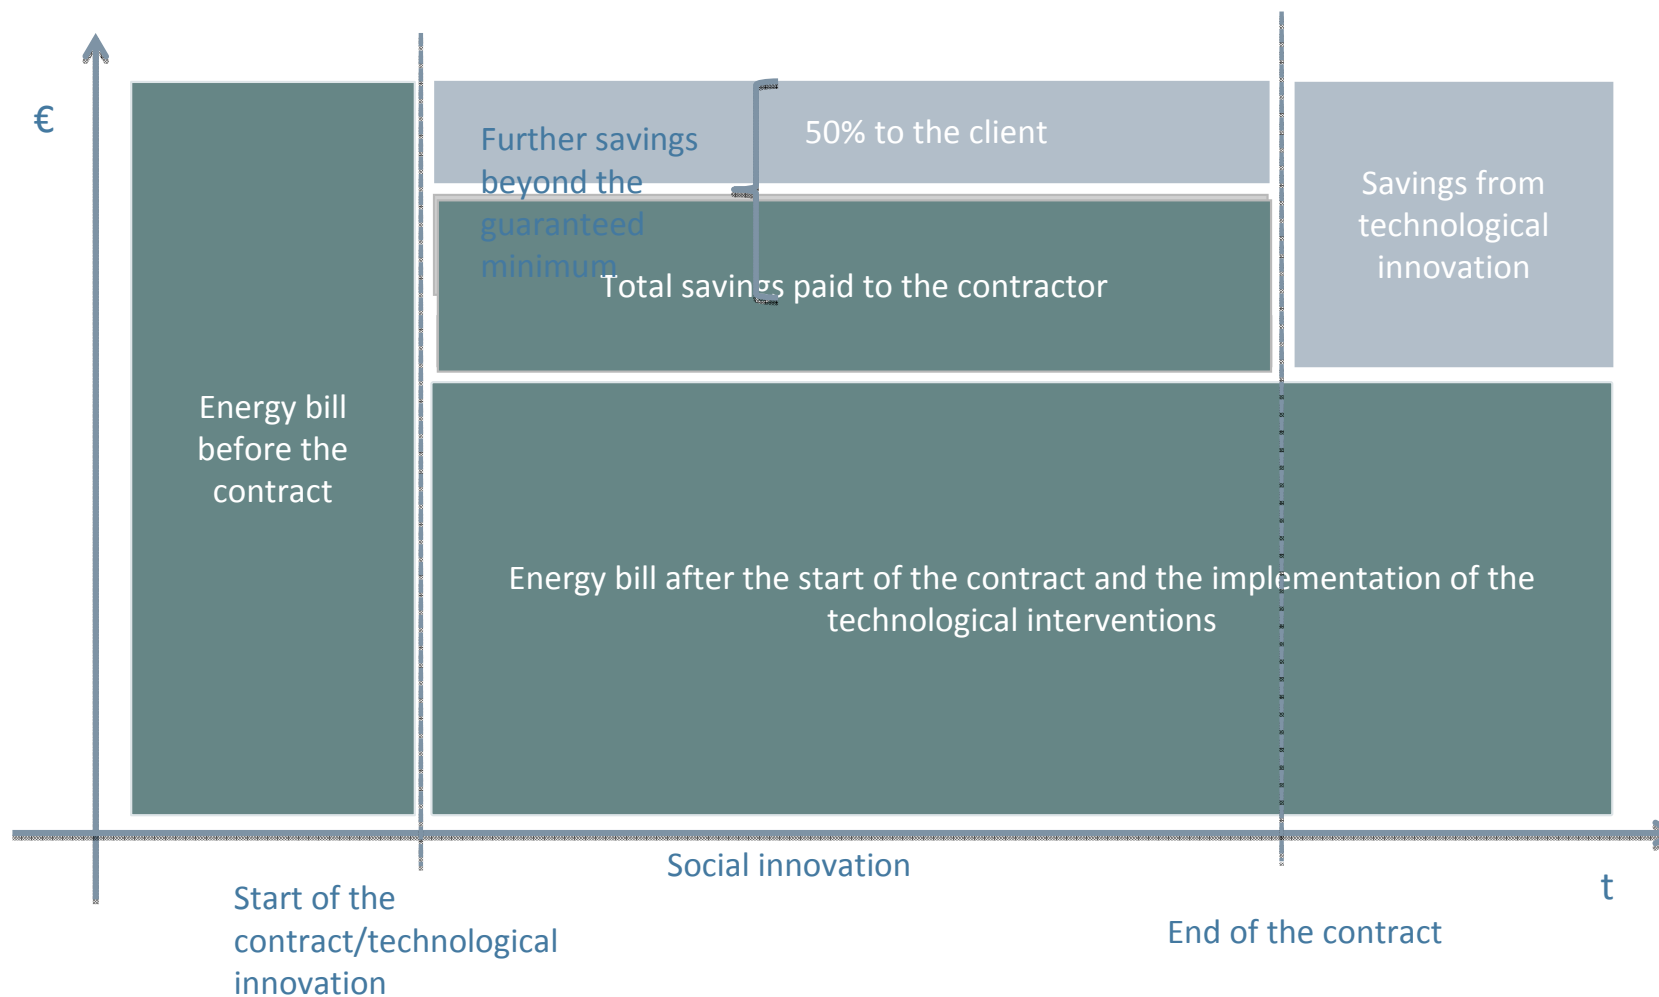 €
Further savings
beyond the
guaranteed
minimum
50% to the client
Savings from
technological
innovation
Total savings paid to the contractor
Energy bill
before the
contract
Energy bill after the start of the contract and the implementation of the
technological interventions
Social innovation
t
Start of the
contract/technological
innovation
End of the contract